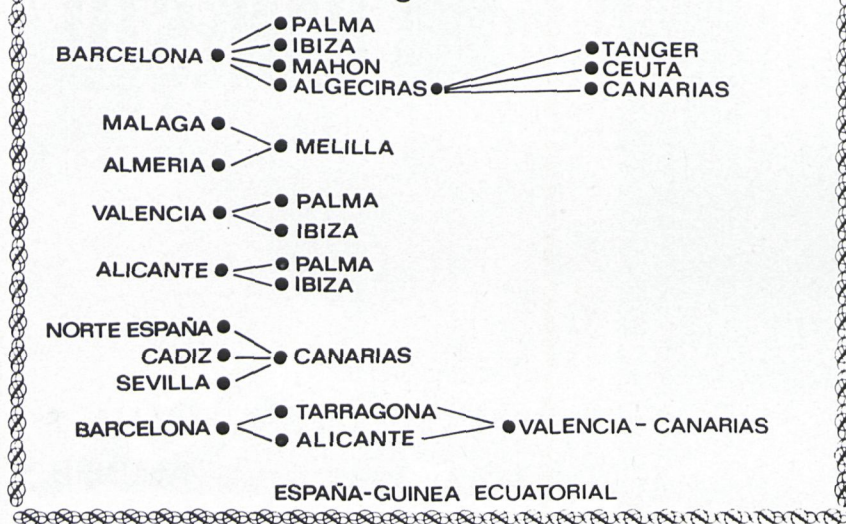 PALMA
IBIZA
BARCELONA
MAHON
ALGECIRAS
TANGER
CEUTA
CANARIAS
MALAGA
ALMERIA
MELILLA
VALENCIA
PALMA
IBIZA
ALICANTE
PALMA
IBIZA
NORTE ESPAÑA
CADIZ
SEVILLA
CANARIAS
BARCELONA
TARRAGONA
ALICANTE
VALENCIA - CANARIAS
ESPAÑA-GUINEA ECUATORIAL